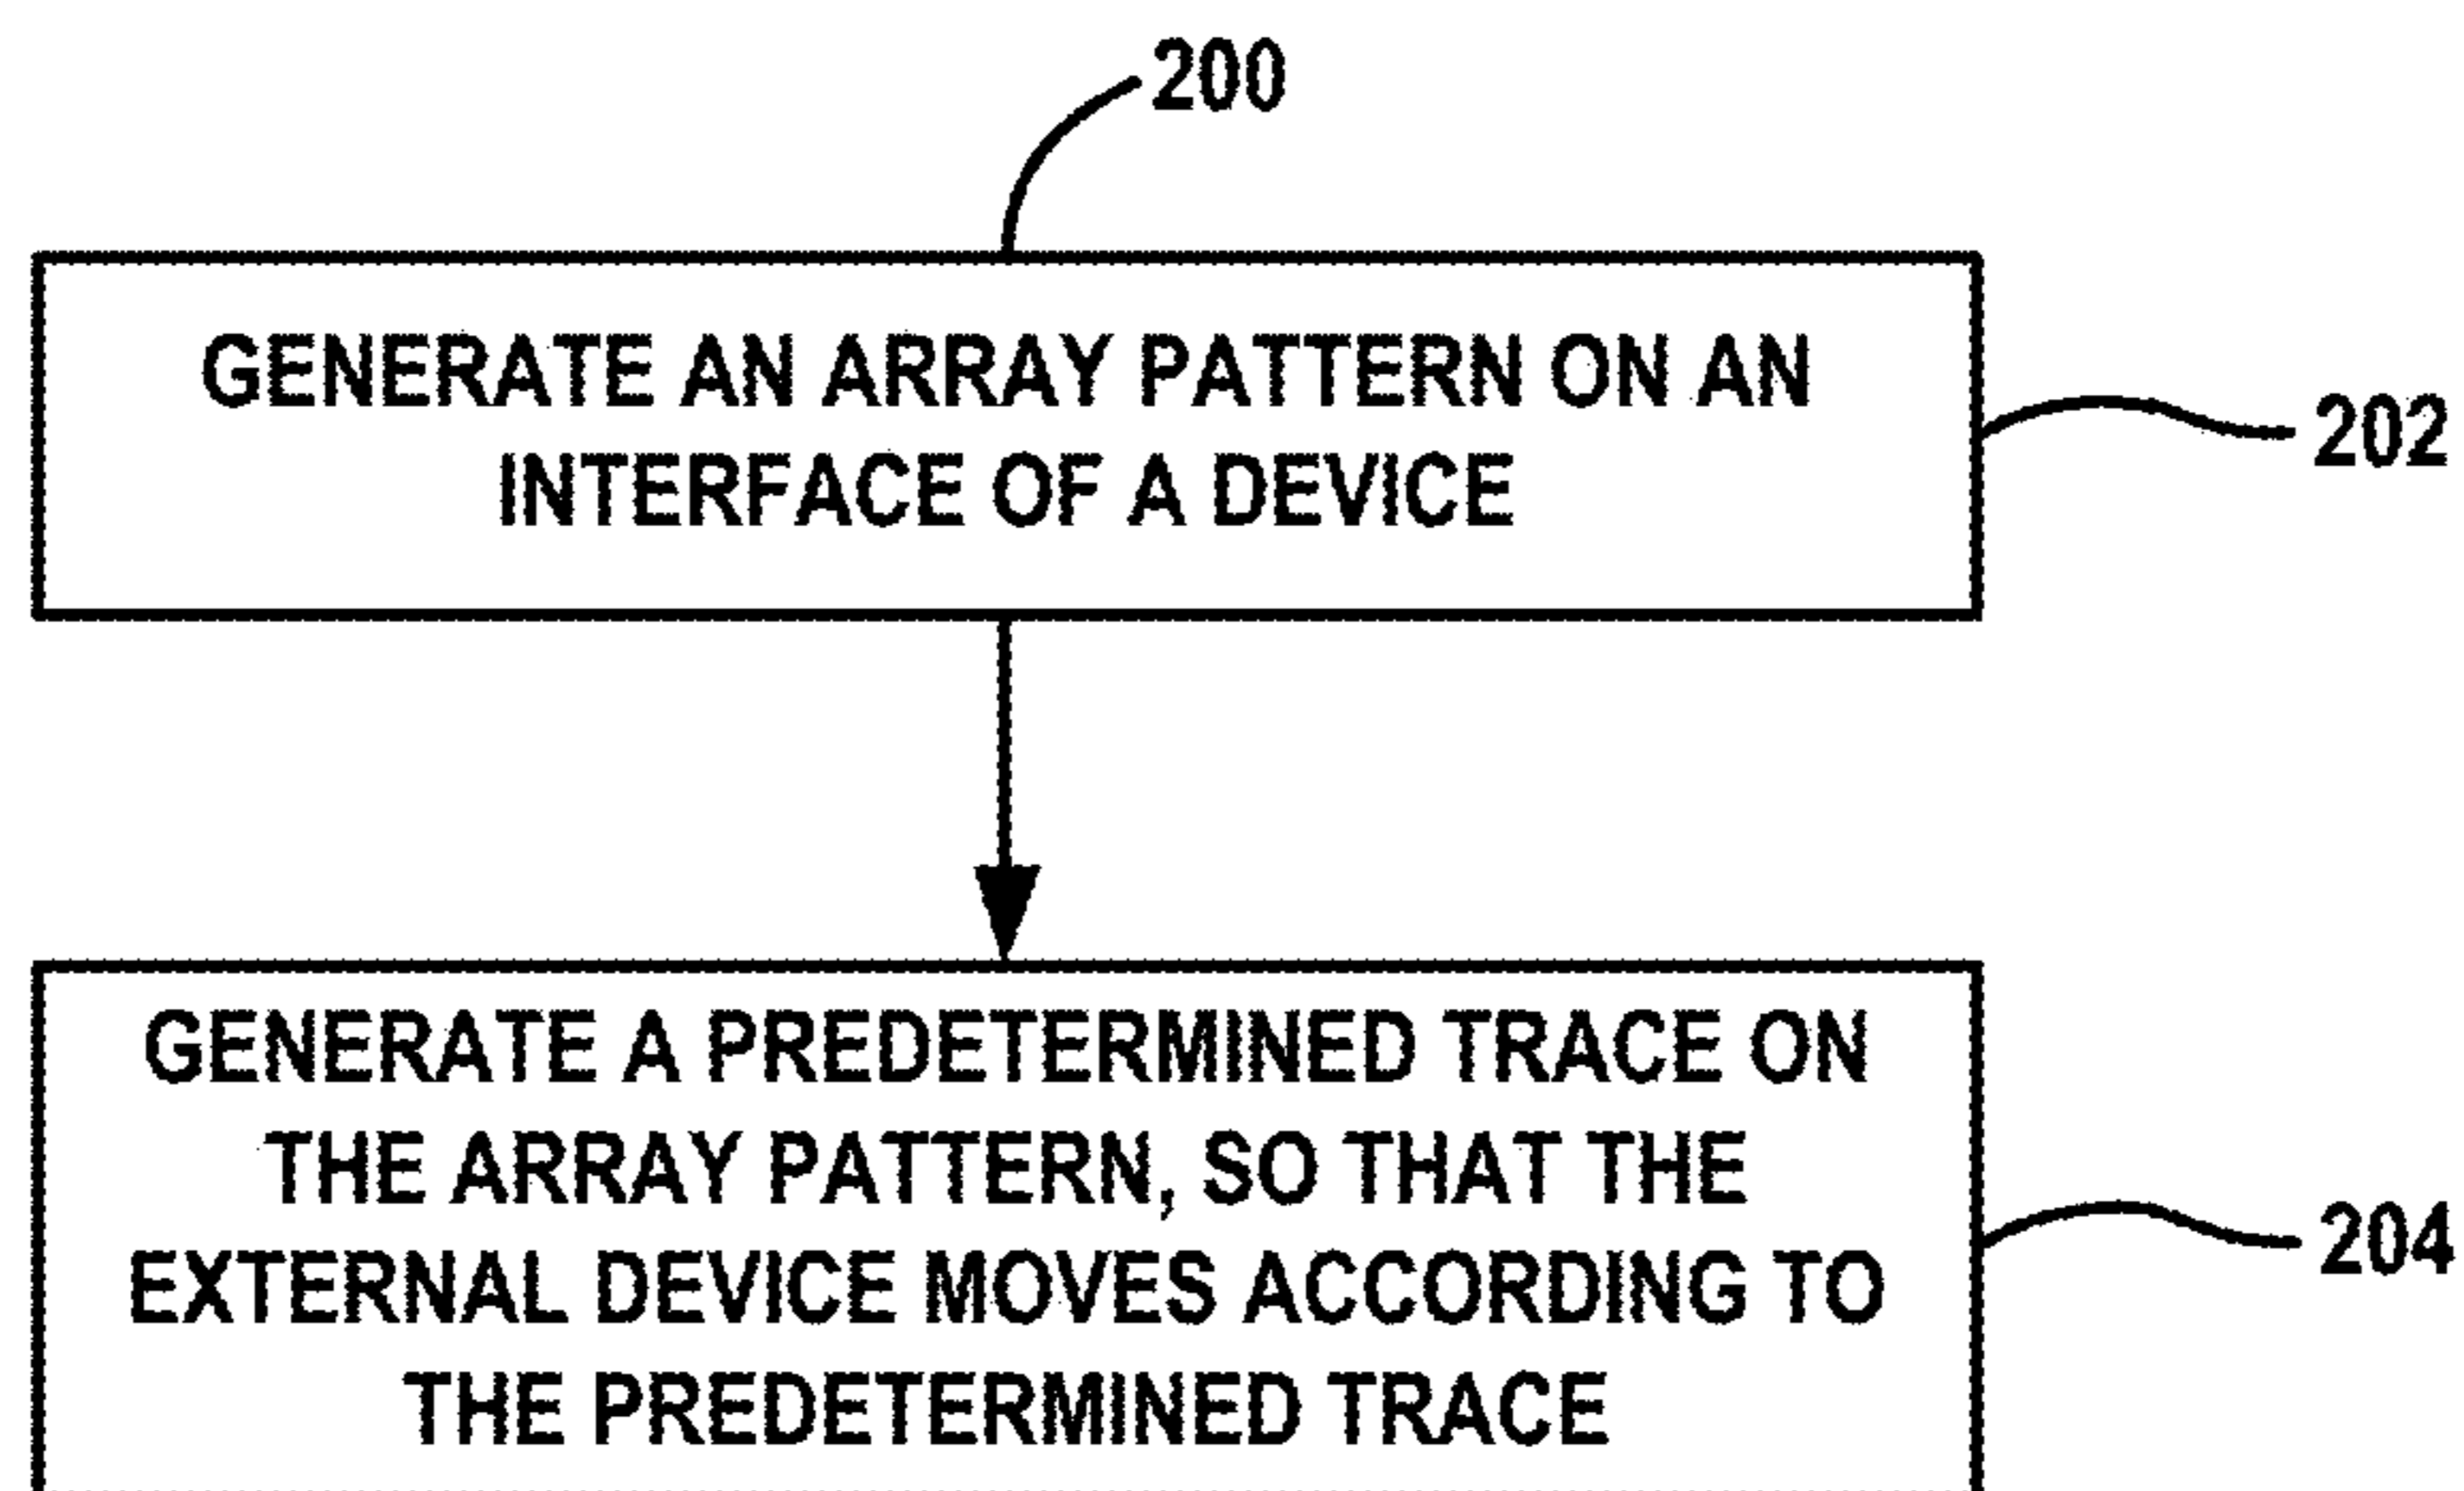 200
GENERATE AN ARRAY PATTERN ON AN
INTERFACE OF A DEVICE
202
GENERATE A PREDETERMINED TRACE ON
THE ARRAY PATTERN, SO THAT THE
EXTERNAL DEVICE MOVES ACCORDING TO
THE PREDETERMINED TRACE
204